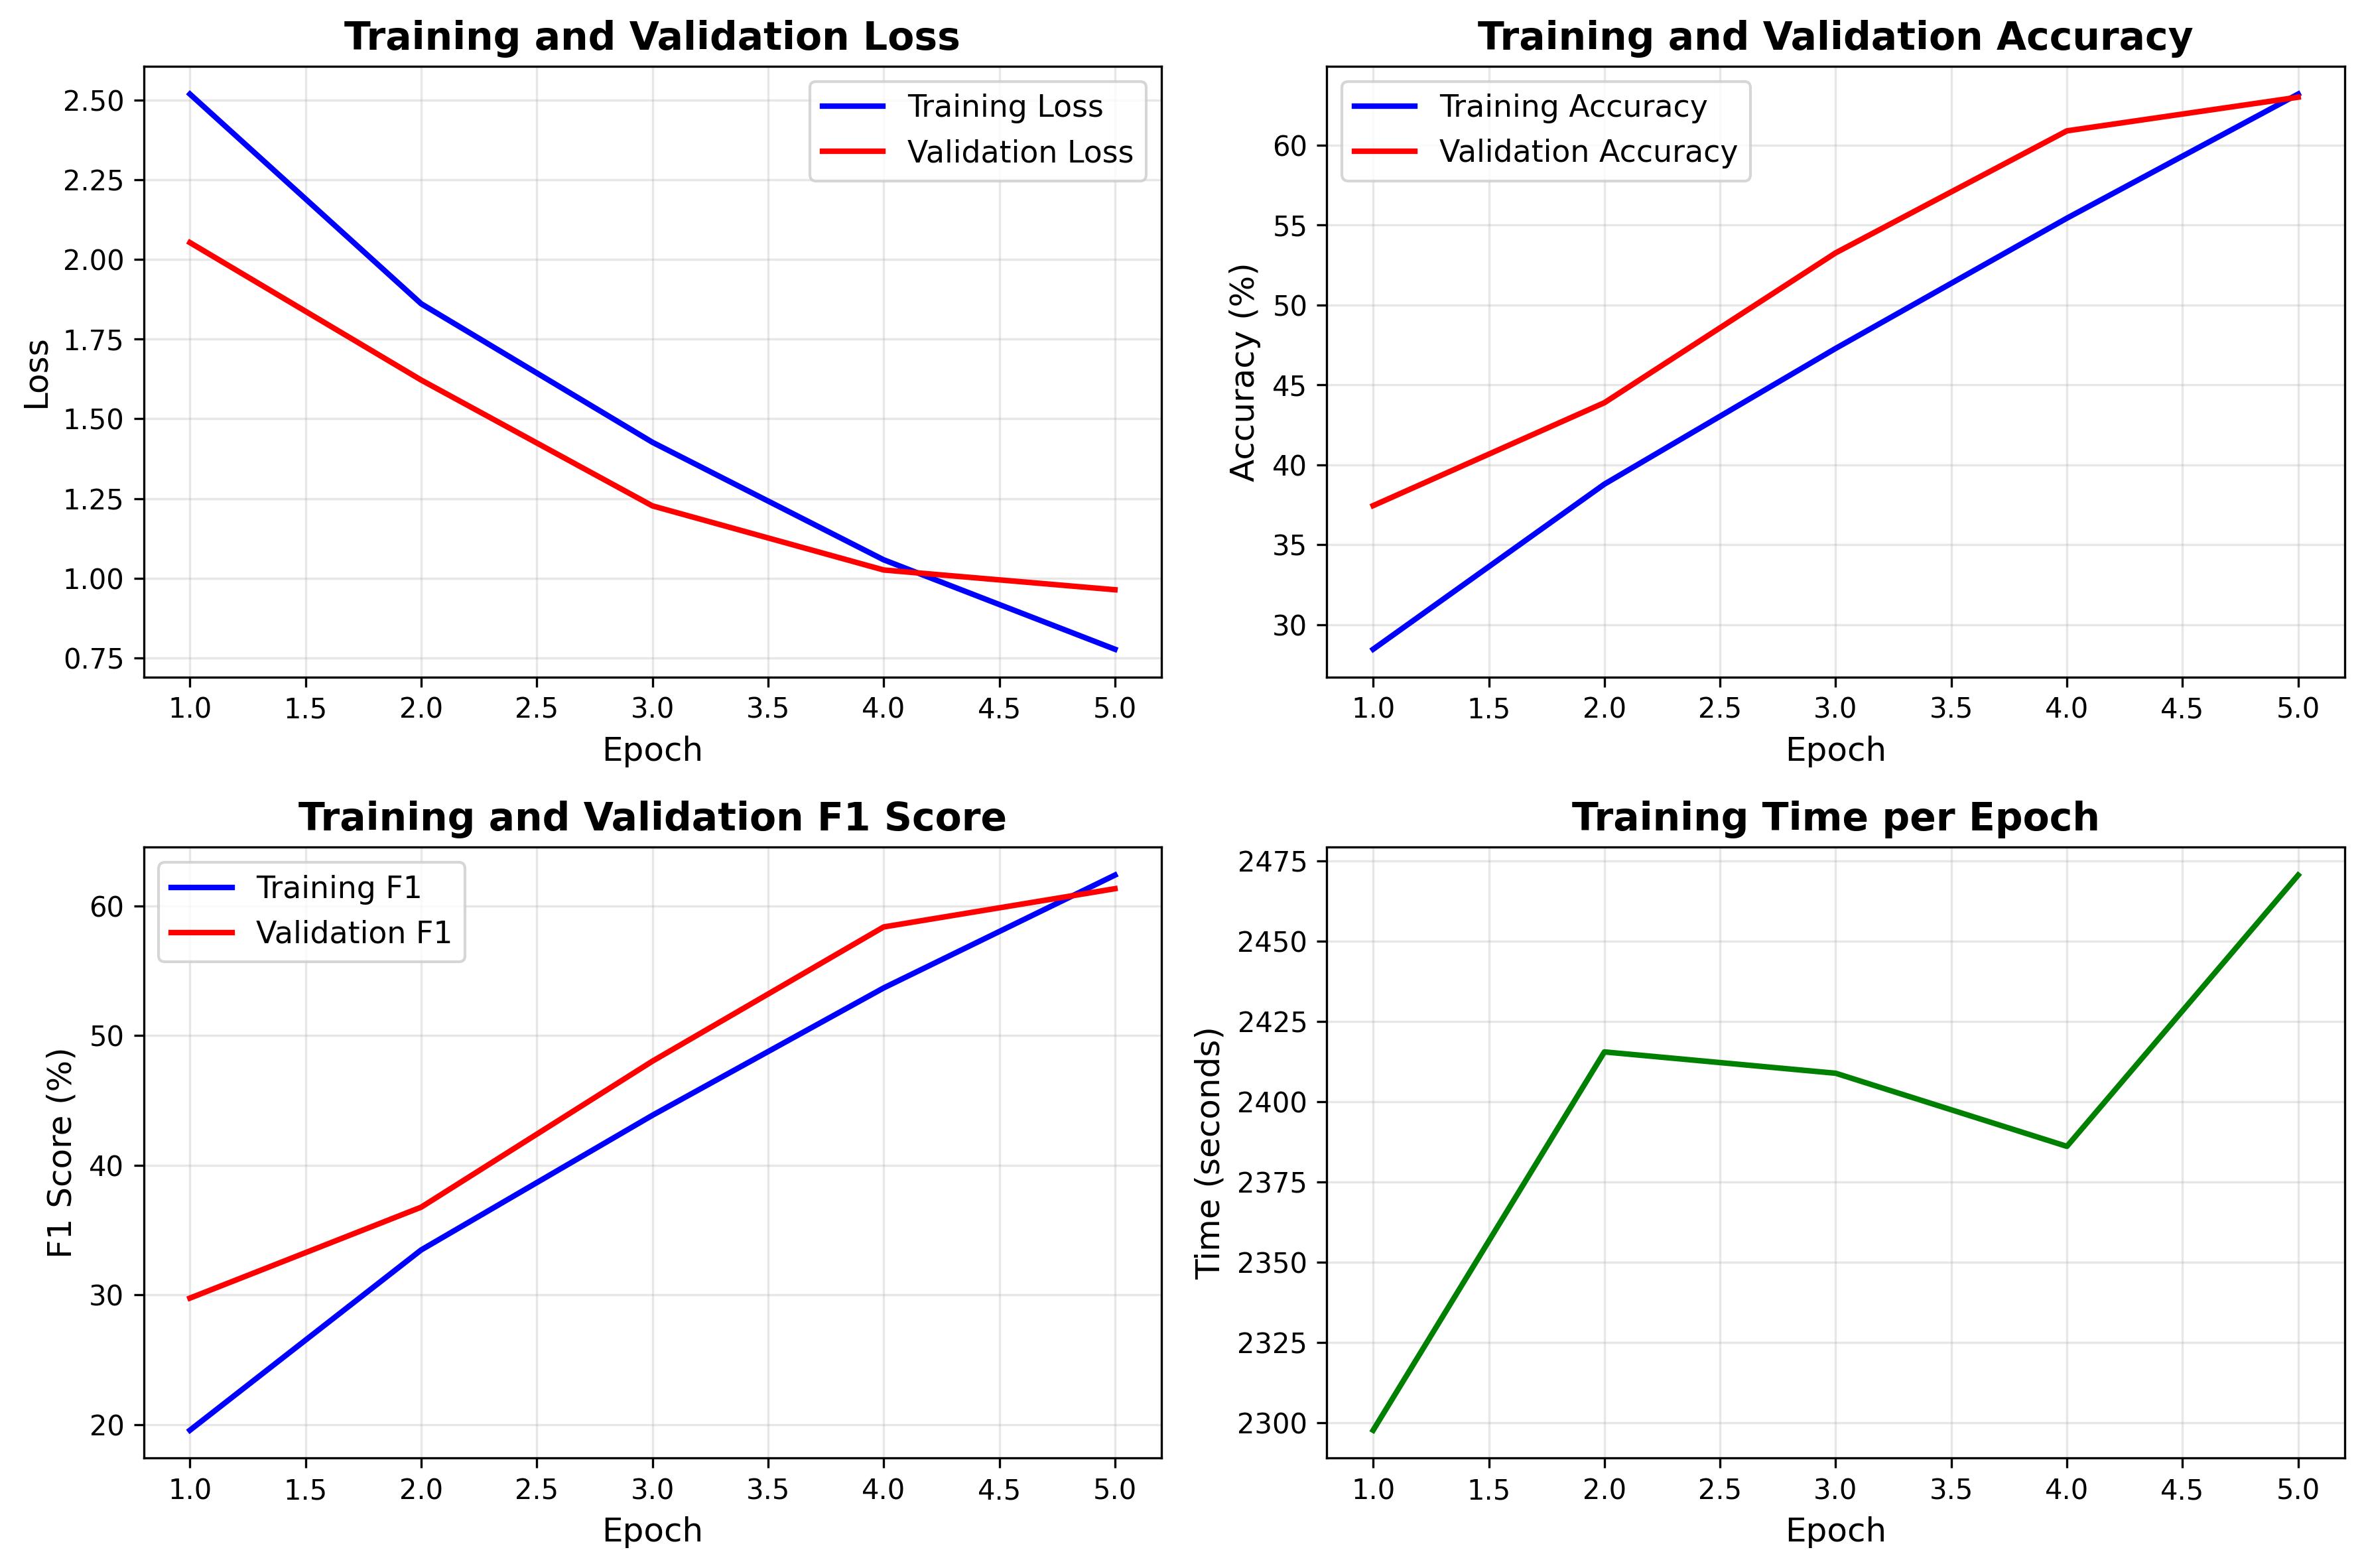 Training and Validation Loss
Loss
2.50
2.25
2.00
1.75
1.50
1.25
1.00
0.75
Training Loss
Validation Loss
1.0 1.5 2.0 2.5 3.0 3.5 4.0 4.5 5.0
Epoch
Training and Validation Accuracy
Accuracy (%)
60
55
50
45
40
35
30
Training Accuracy
Validation Accuracy
1.0 1.5 2.0 2.5 3.0 3.5 4.0 4.5 5.0
Epoch
Training and Validation F1 Score
F1 Score (%)
60
50
40
30
20
Training F1
Validation F1
1.0 1.5 2.0 2.5 3.0 3.5 4.0 4.5 5.0
Epoch
Training Time per Epoch
Time (seconds)
2475
2450
2425
2400
2375
2350
2325
2300
1.0 1.5 2.0 2.5 3.0 3.5 4.0 4.5 5.0
Epoch